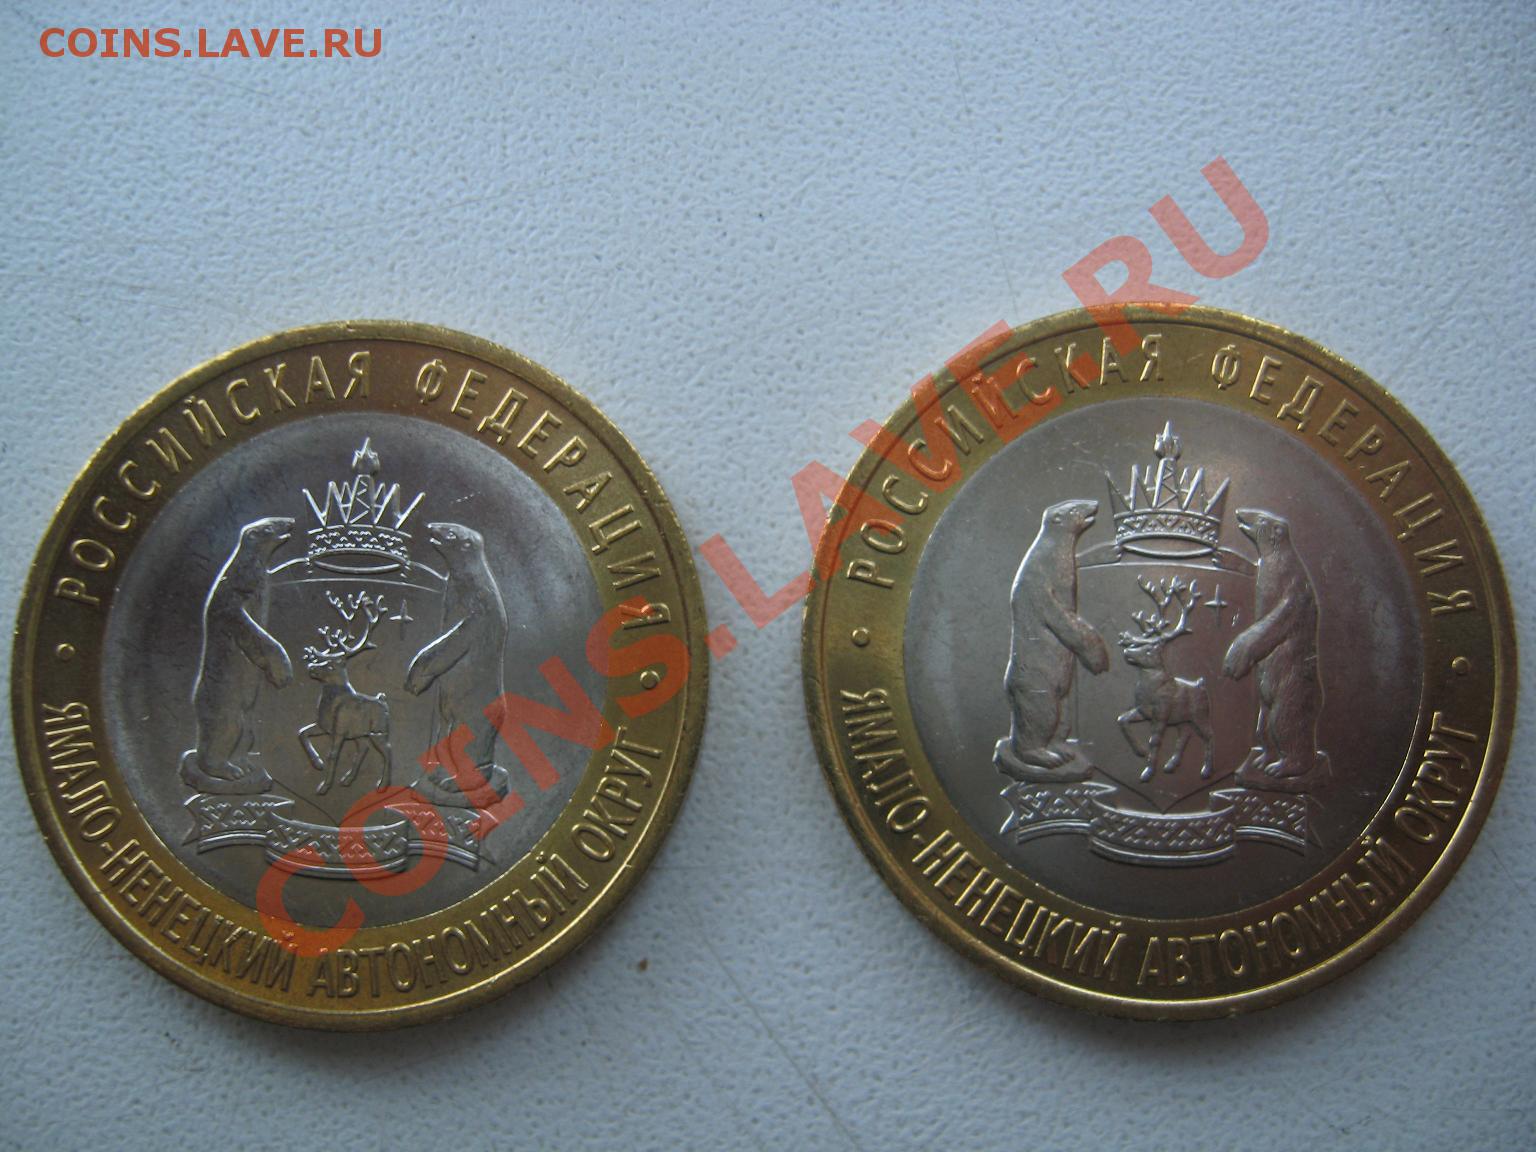 COINS.LAVE.RU
РОССИЙСКАЯ ФЕДЕРАЦИЯ
ЯМАЛО-НЕНЕЦКИЙ АВТОНОМНЫЙ ОКРУГ
РОССИЙСКАЯ ФЕДЕРАЦИЯ
ЯМАЛО-НЕНЕЦКИЙ АВТОНОМНЫЙ ОКРУГ
COINS.LAVE.RU